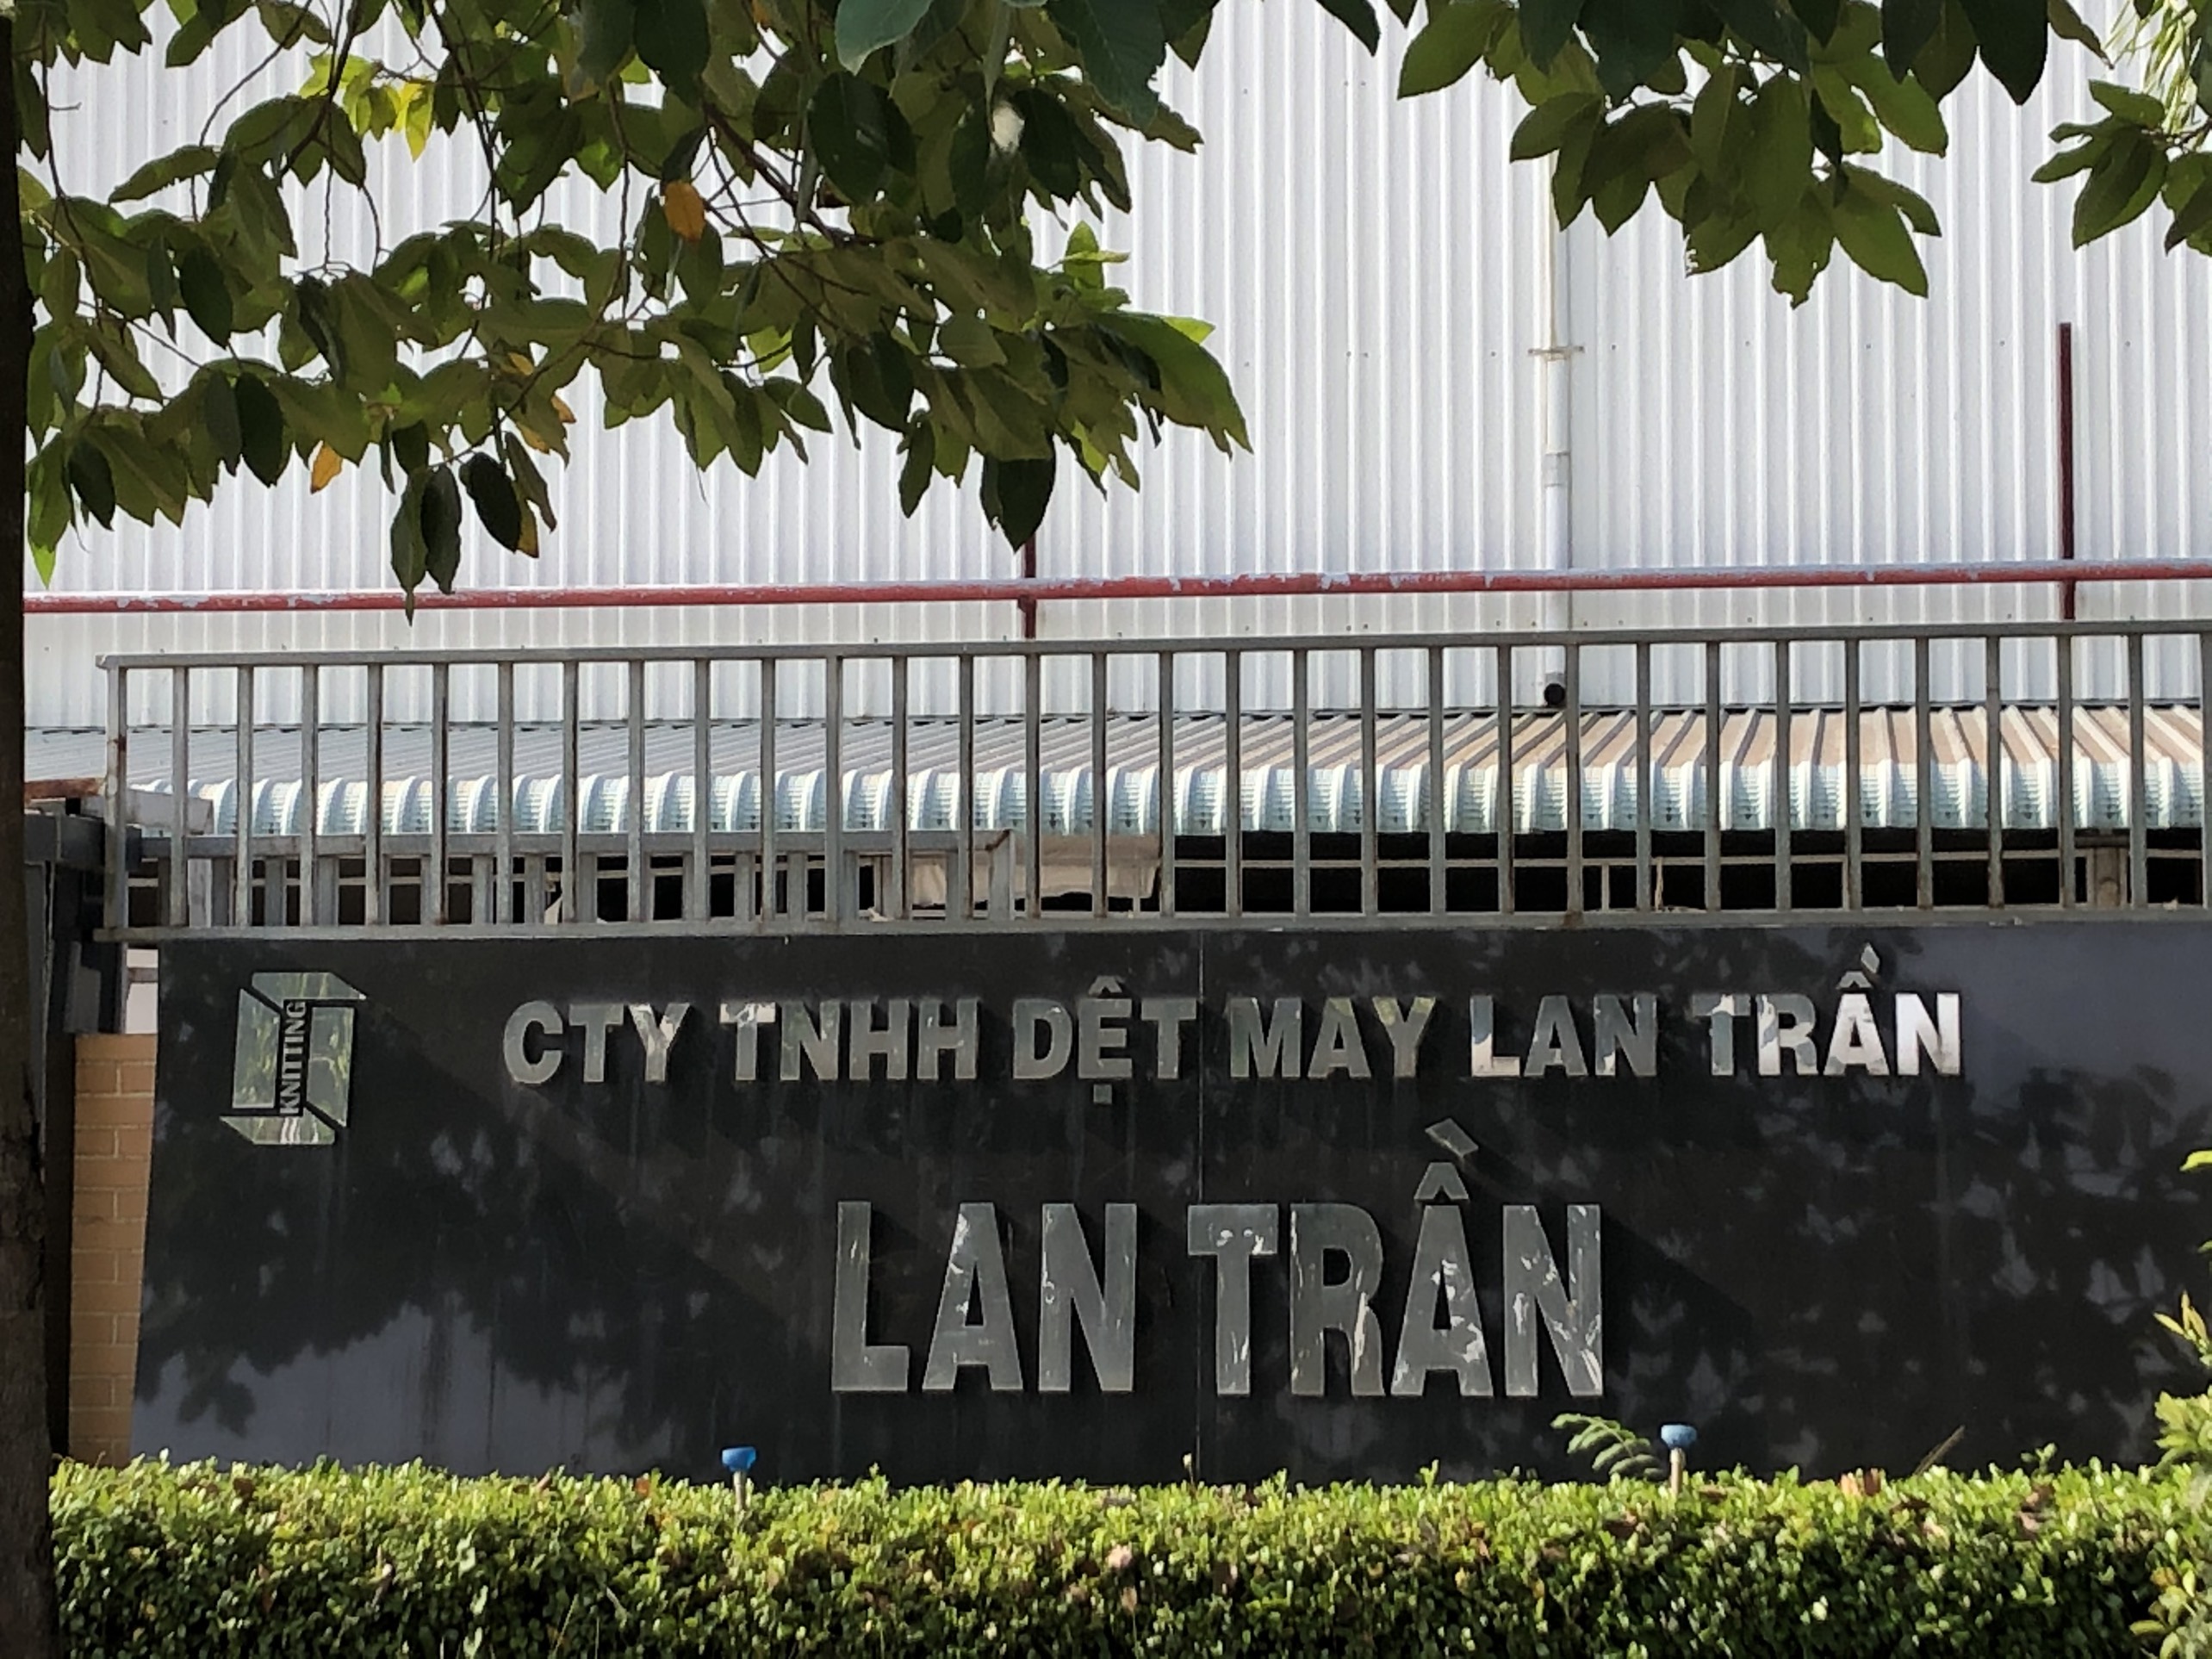 KNITTING
CTY TNHH DỆT MAY LAN TRẦN
LAN TRẦN